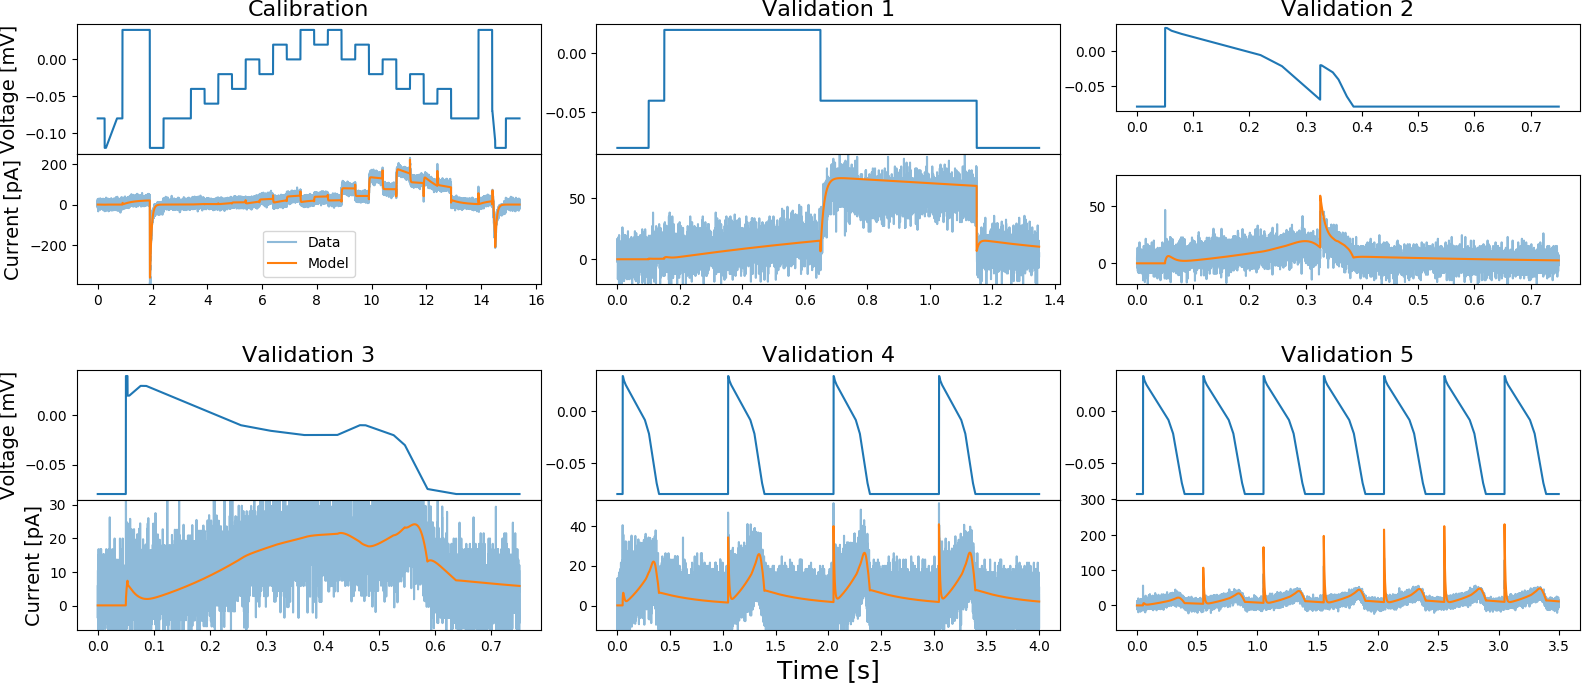 Calibration
Validation 1
Validation 2
Voltage [mV]
0.00
−0.05
−0.10
0.00
−0.05
0.00
−0.05
0.0 0.1 0.2 0.3 0.4 0.5 0.6 0.7
Current [pA]
200
0
−200
Data
Model
50
0
50
0
0 2 4 6 8 10 12 14 16
0.0 0.2 0.4 0.6 0.8 1.0 1.2 1.4
0.0 0.1 0.2 0.3 0.4 0.5 0.6 0.7
Validation 3
Validation 4
Validation 5
Voltage [mV]
0.00
−0.05
0.00
−0.05
0.00
−0.05
Current [pA]
30
20
10
0
40
20
0
300
200
100
0
0.0 0.1 0.2 0.3 0.4 0.5 0.6 0.7
0.0 0.5 1.0 1.5 2.0 2.5 3.0 3.5 4.0
0.0 0.5 1.0 1.5 2.0 2.5 3.0 3.5
Time [s]